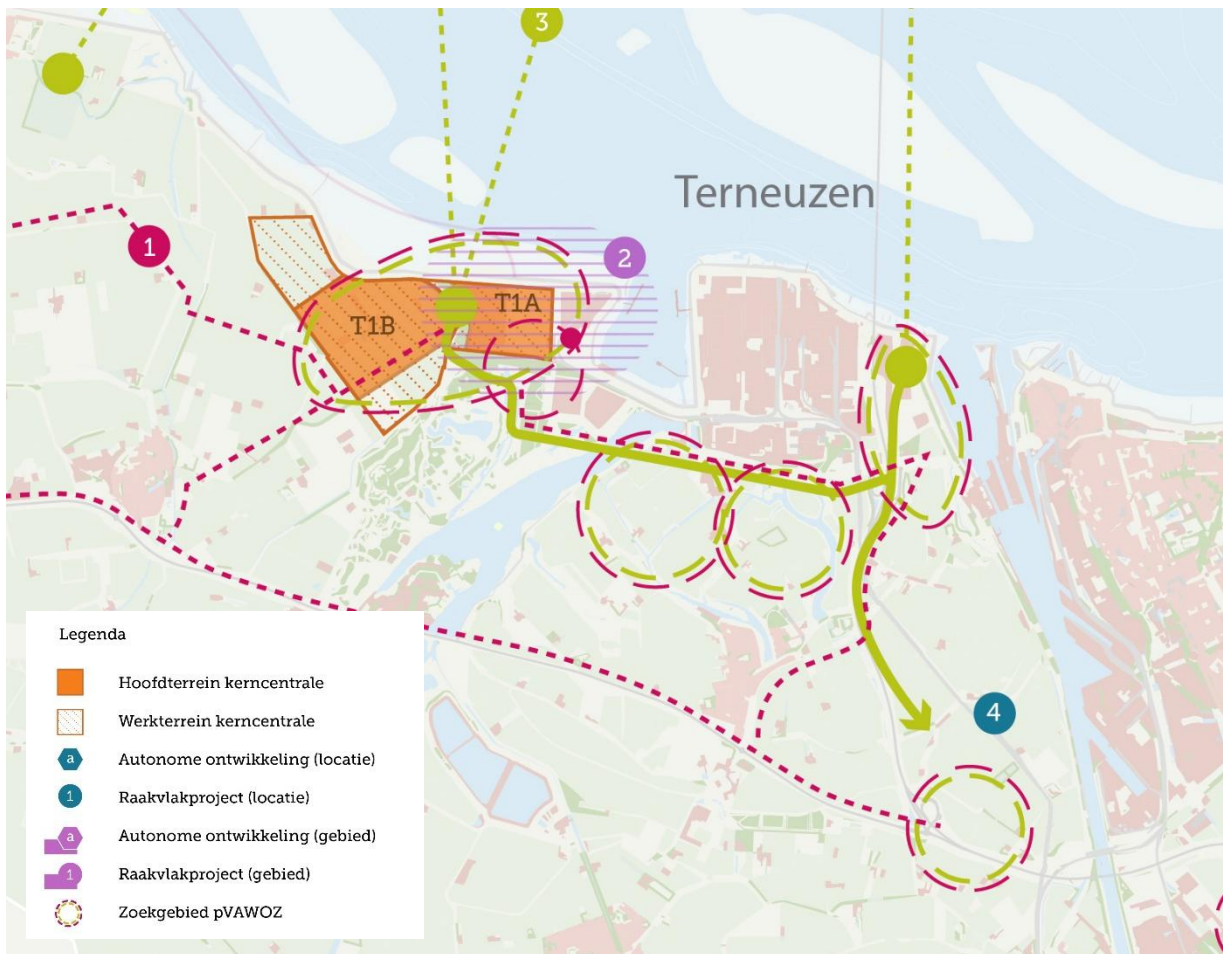 3
Terneuzen
1
2
T1A
T1B
4
Legenda
Hoofdterrein kerncentrale
Werkterrein kerncentrale
a Autonome ontwikkeling (locatie)
1 Raakvlakproject (locatie)
a Autonome ontwikkeling (gebied)
1 Raakvlakproject (gebied)
Zoekgebied pVAWOZ